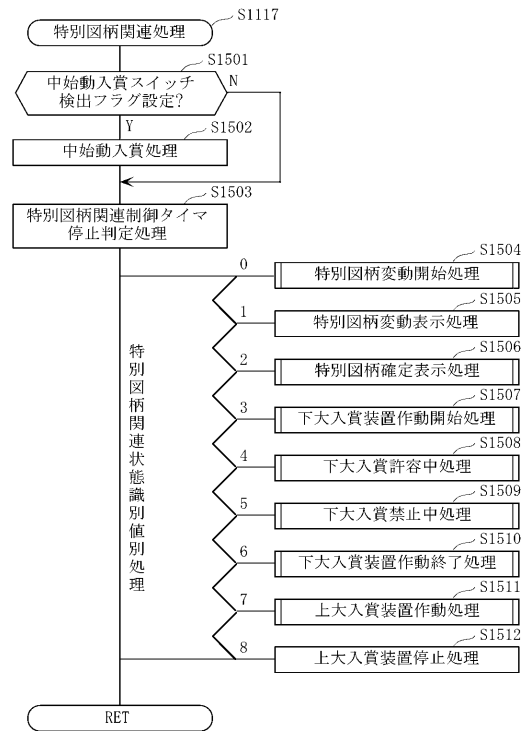 特別図柄関連処理
S1117
S1501
中始動入賞スイッチ
検出フラグ設定?
N
Y
S1502
中始動入賞処理
S1503
特別図柄関連制御タイマ
停止判定処理
特別図柄関連状態識別値別処理
0
S1504
特別図柄変動開始処理
1
S1505
特別図柄変動表示処理
2
S1506
特別図柄確定表示処理
3
S1507
下大入賞装置作動開始処理
4
S1508
下大入賞許容中処理
5
S1509
下大入賞禁止中処理
6
S1510
下大入賞装置作動終了処理
7
S1511
上大入賞装置作動処理
8
S1512
上大入賞装置停止処理
RET